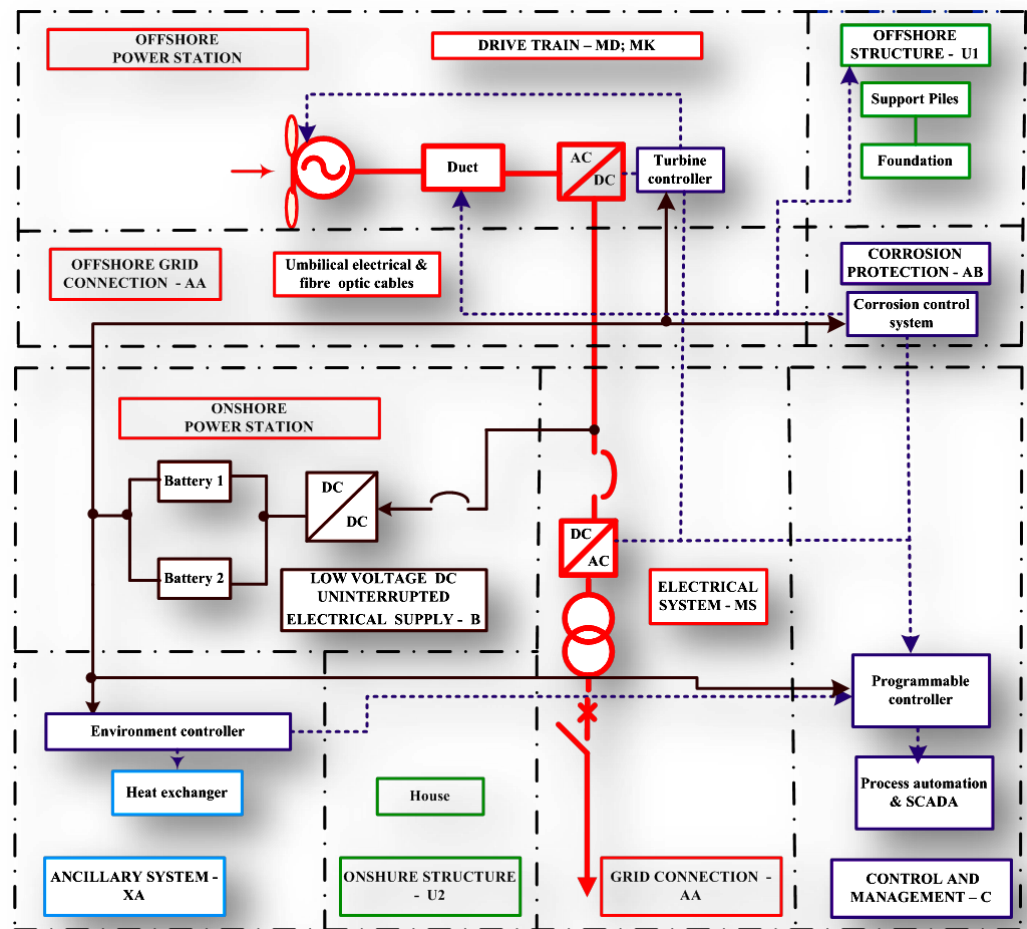 OFFSHORE
POWER STATION
DRIVE TRAIN – MD; MK
OFFSHORE
STRUCTURE - U1
Support Piles
Foundation
Duct
AC
DC
Turbine
controller
OFFSHORE GRID
CONNECTION - AA
Umbilical electrical &
fibre optic cables
CORROSION
PROTECTION - AB
Corrosion control
system
ONSHORE
POWER STATION
Battery 1
Battery 2
DC
DC
LOW VOLTAGE DC
UNINTERRUPTED
ELECTRICAL SUPPLY - B
DC
AC
ELECTRICAL
SYSTEM - MS
Programmable
controller
Environment controller
Heat exchanger
House
Process automation
& SCADA
ANCILLARY SYSTEM -
XA
ONSHURE STRUCTURE
- U2
GRID CONNECTION -
AA
CONTROL AND
MANAGEMENT – C